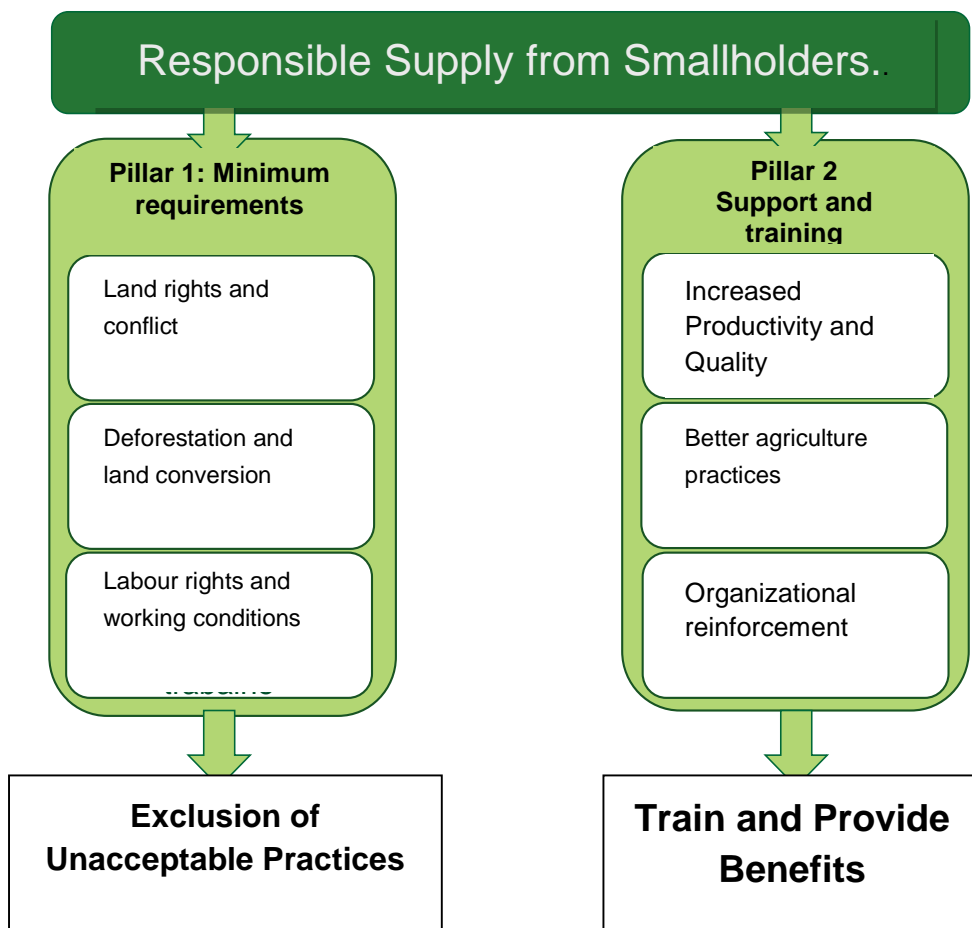 Responsible Supply from Smallholders..
Pillar 1: Minimum
requirements
Land rights and
conflict
Deforestation and
land conversion
Labour rights and
working conditions
Exclusion of
Unacceptable Practices
Pillar 2
Support and
training
Increased
Productivity and
Quality
Better agriculture
practices
Organizational
reinforcement
Train and Provide
Benefits